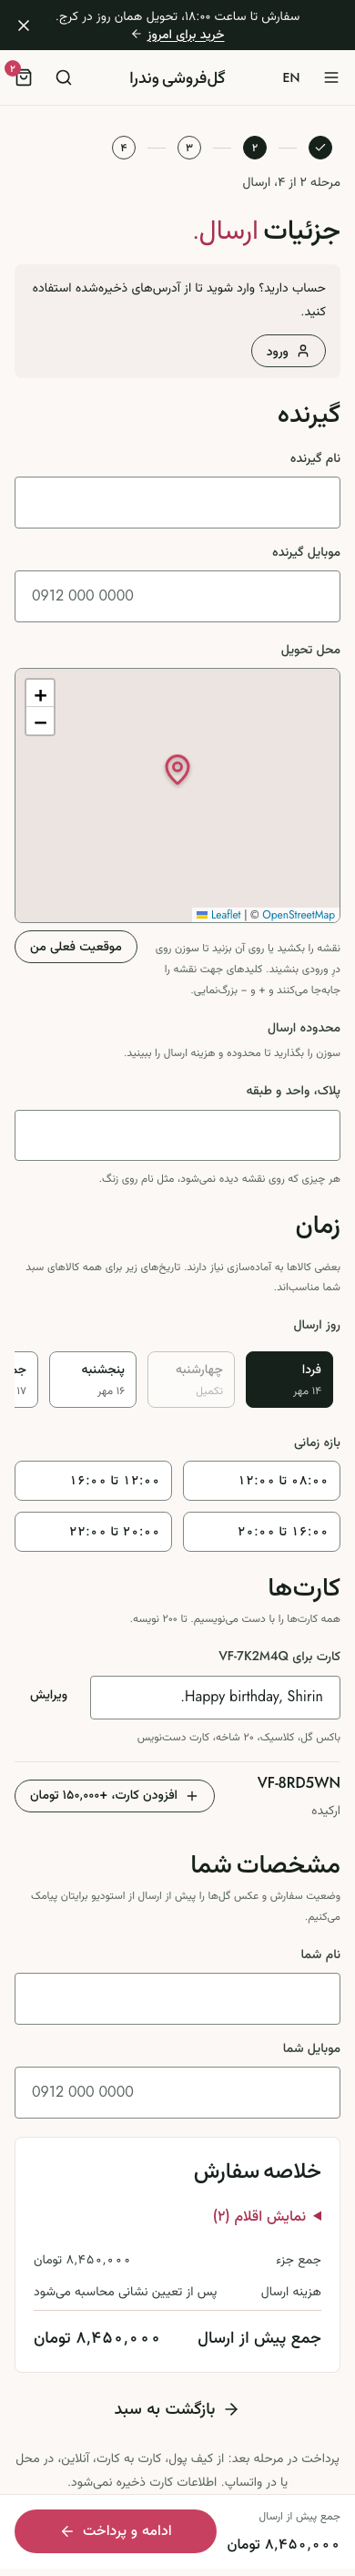 سفارش تا ساعت ۱۸:۰۰، تحویل همان روز در کرج.
خرید برای امروز ←
EN
گل‌فروشی وندرا
۲
۲
۳
۴
مرحله ۲ از ۴، ارسال
جزئیات ارسال.
حساب دارید؟ وارد شوید تا از آدرس‌های ذخیره‌شده استفاده
کنید.
ورود
گیرنده
نام گیرنده
موبایل گیرنده
0912 000 0000
محل تحویل
+
−
Leaflet | © OpenStreetMap
نقشه را بکشید یا روی آن بزنید تا سوزن روی
درِ ورودی بنشیند. کلیدهای جهت نقشه را
جابه‌جا می‌کنند و + و − بزرگ‌نمایی.
موقعیت فعلی من
محدوده ارسال
سوزن را بگذارید تا محدوده و هزینه ارسال را ببینید.
پلاک، واحد و طبقه
هر چیزی که روی نقشه دیده نمی‌شود، مثل نام روی زنگ.
زمان
بعضی کالاها به آماده‌سازی نیاز دارند. تاریخ‌های زیر برای همه کالاهای سبد
شما مناسب‌اند.
روز ارسال
فردا
۱۴ مهر
چهارشنبه
تکمیل
پنجشنبه
۱۶ مهر
جم
۱۷
بازه زمانی
۰۸:۰۰ تا ۱۲:۰۰
۱۲:۰۰ تا ۱۶:۰۰
۱۶:۰۰ تا ۲۰:۰۰
۲۰:۰۰ تا ۲۲:۰۰
کارت‌ها
همه کارت‌ها را با دست می‌نویسیم. تا ۲۰۰ نویسه.
کارت برای VF-7K2M4Q
Happy birthday, Shirin.
ویرایش
باکس گل، کلاسیک، ۲۰ شاخه، کارت دست‌نویس
VF-8RD5WN
ارکیده
+ افزودن کارت، +۱۵۰,۰۰۰ تومان
مشخصات شما
وضعیت سفارش و عکس گل‌ها را پیش از ارسال از استودیو برایتان پیامک
می‌کنیم.
نام شما
موبایل شما
0912 000 0000
خلاصه سفارش
نمایش اقلام (۲)
جمع جزء
۸,۴۵۰,۰۰۰ تومان
هزینه ارسال
پس از تعیین نشانی محاسبه می‌شود
جمع پیش از ارسال
۸,۴۵۰,۰۰۰ تومان
→ بازگشت به سبد
پرداخت در مرحله بعد: از کیف پول، کارت به کارت، آنلاین، در محل
یا در واتساپ. اطلاعات کارت ذخیره نمی‌شود.
جمع پیش از ارسال
۸,۴۵۰,۰۰۰ تومان
ادامه و پرداخت ←